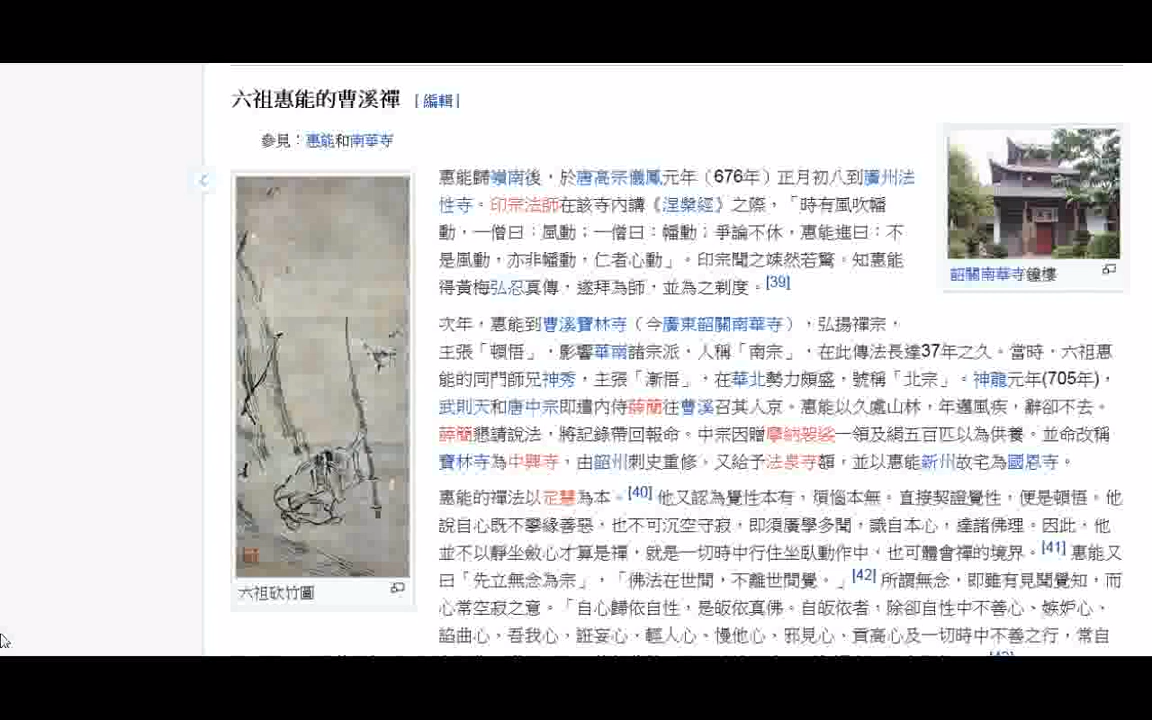 六祖惠能的曹溪禪 [編輯]
參見：惠能和南華寺
惠能歸嶺南後，於唐高宗儀鳳元年（676年）正月初八到廣州法
性寺。印宗法師在該寺內講《涅槃經》之際，「時有風吹幡
動，一僧曰：風動；一僧曰：幡動；爭論不休，惠能進曰：不
是風動，亦非幡動，仁者心動」。印宗聞之竦然若驚。知惠能
得黃梅弘忍真傳，遂拜為師，並為之剃度。[39]
韶關南華寺鐘樓
次年，惠能到曹溪寶林寺（今廣東韶關南華寺），弘揚禪宗，
主張「頓悟」，影響華南諸宗派，人稱「南宗」，在此傳法長達37年之久。當時，六祖惠
能的同門師兄神秀，主張「漸悟」，在華北勢力頗盛，號稱「北宗」。神龍元年(705年)，
武則天和唐中宗即遣內侍薛簡往曹溪召其入京。惠能以久處山林，年邁風疾，辭卻不去。
薛簡懇請說法，將記錄帶回報命。中宗因贈摩納袈裟一領及絹五百匹以為供養。並命改稱
寶林寺為中興寺，由韶州刺史重修，又給予法泉寺額，並以惠能新州故宅為國恩寺。
惠能的禪法以定慧為本。[40] 他又認為覺性本有，煩惱本無。直接契證覺性，便是頓悟。他
說自心既不攀緣善惡，也不可沉空守寂，即須廣學多聞，識自本心，達諸佛理。因此，他
並不以靜坐斂心才算是禪，就是一切時中行住坐臥動作中，也可體會禪的境界。[41] 惠能又
曰「先立無念為宗」，「佛法在世間，不離世間覺。」[42] 所謂無念，即雖有見聞覺知，而
心常空寂之意。「自心歸依自性，是皈依真佛。自皈依者，除卻自性中不善心、嫉妒心、
諂曲心、吾我心、誑妄心、輕人心、慢他心、邪見心、貢高心及一切時中不善之行，常自
六祖砍竹圖